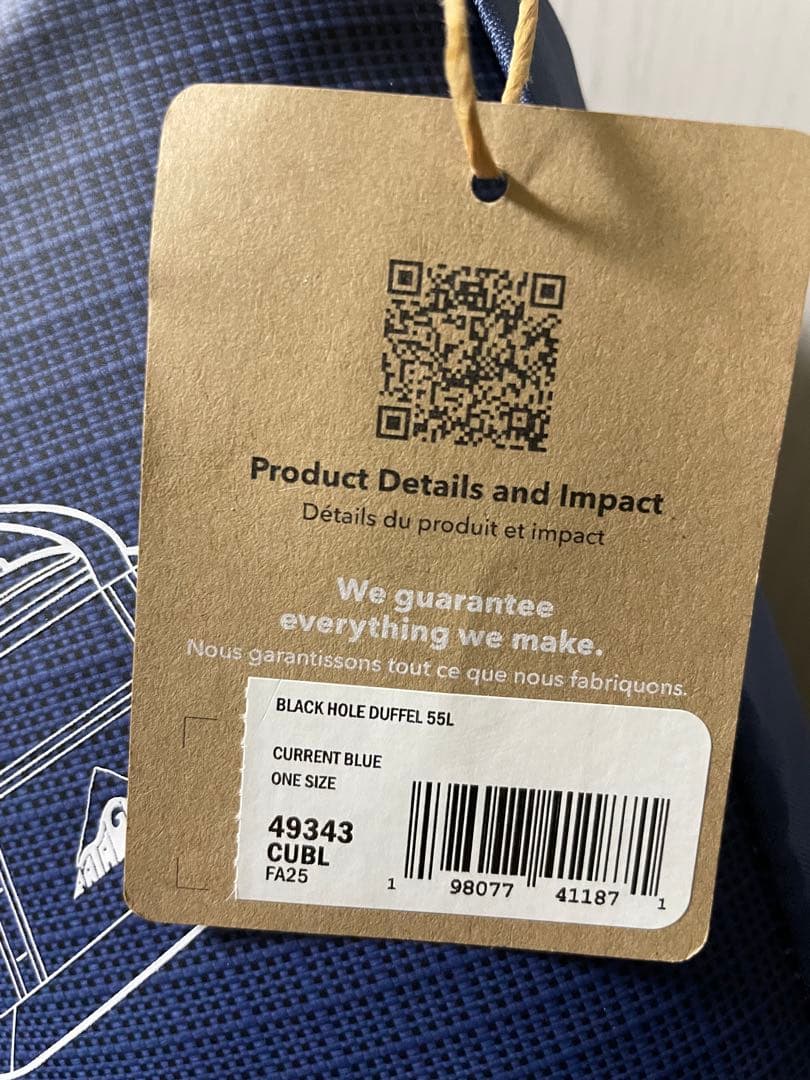 Product Details and Impact
Détails du produit et impact
We guarantee
everything we make.
Nous garantissons tout ce que nous fabriquons.
BLACK HOLE DUFFEL 55L
CURRENT BLUE
ONE SIZE
49343
CUBL
FA25
1 98077 41187 1